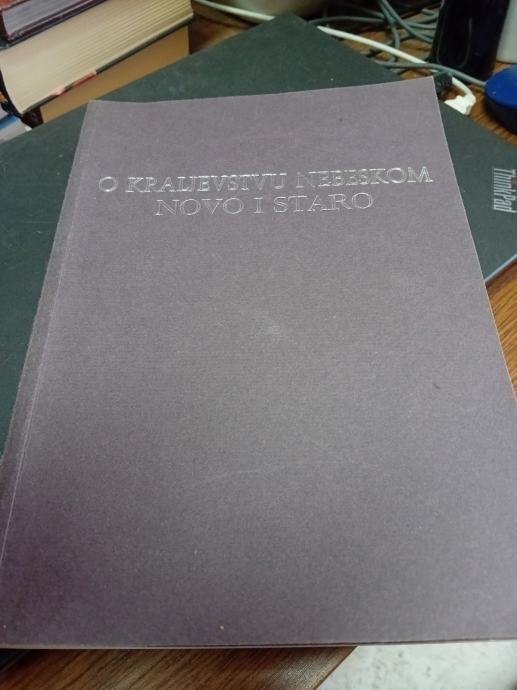 O KRALJEVSTVU NEBESKOM
NOVO I STARO
ThinkPad